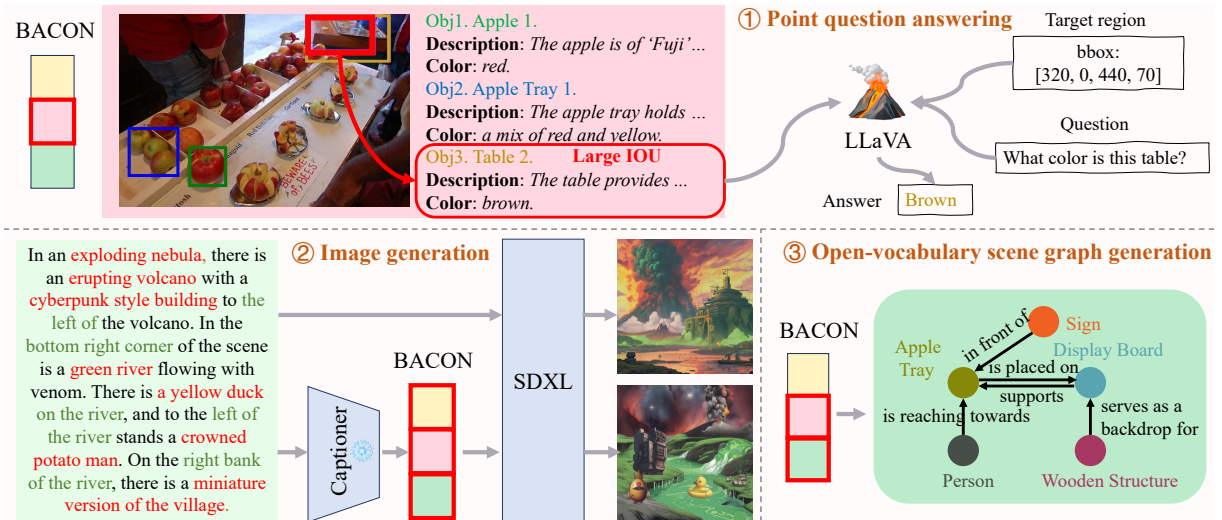 BACON
Obj1. Apple 1.
Description: The apple is of ‘Fuji’…
Color: red.
Obj2. Apple Tray 1.
Description: The apple tray holds …
Color: a mix of red and yellow.
Obj3. Table 2. Large IOU
Description: The table provides …
Color: brown.
BEWARE
of BEES
① Point question answering
Target region
bbox:
[320, 0, 440, 70]
LLaVA
Question
What color is this table?
Answer Brown
In an exploding nebula, there is
an erupting volcano with a
cyberpunk style building to the
left of the volcano. In the
bottom right corner of the scene
is a green river flowing with
venom. There is a yellow duck
on the river, and to the left of
the river stands a crowned
potato man. On the right bank
of the river, there is a miniature
version of the village.
② Image generation
Captioner
BACON
SDXL
③ Open-vocabulary scene graph generation
BACON
Sign
in front of
Display Board
Apple
Tray
is placed on
supports
is reaching towards
serves as a
backdrop for
Person
Wooden Structure